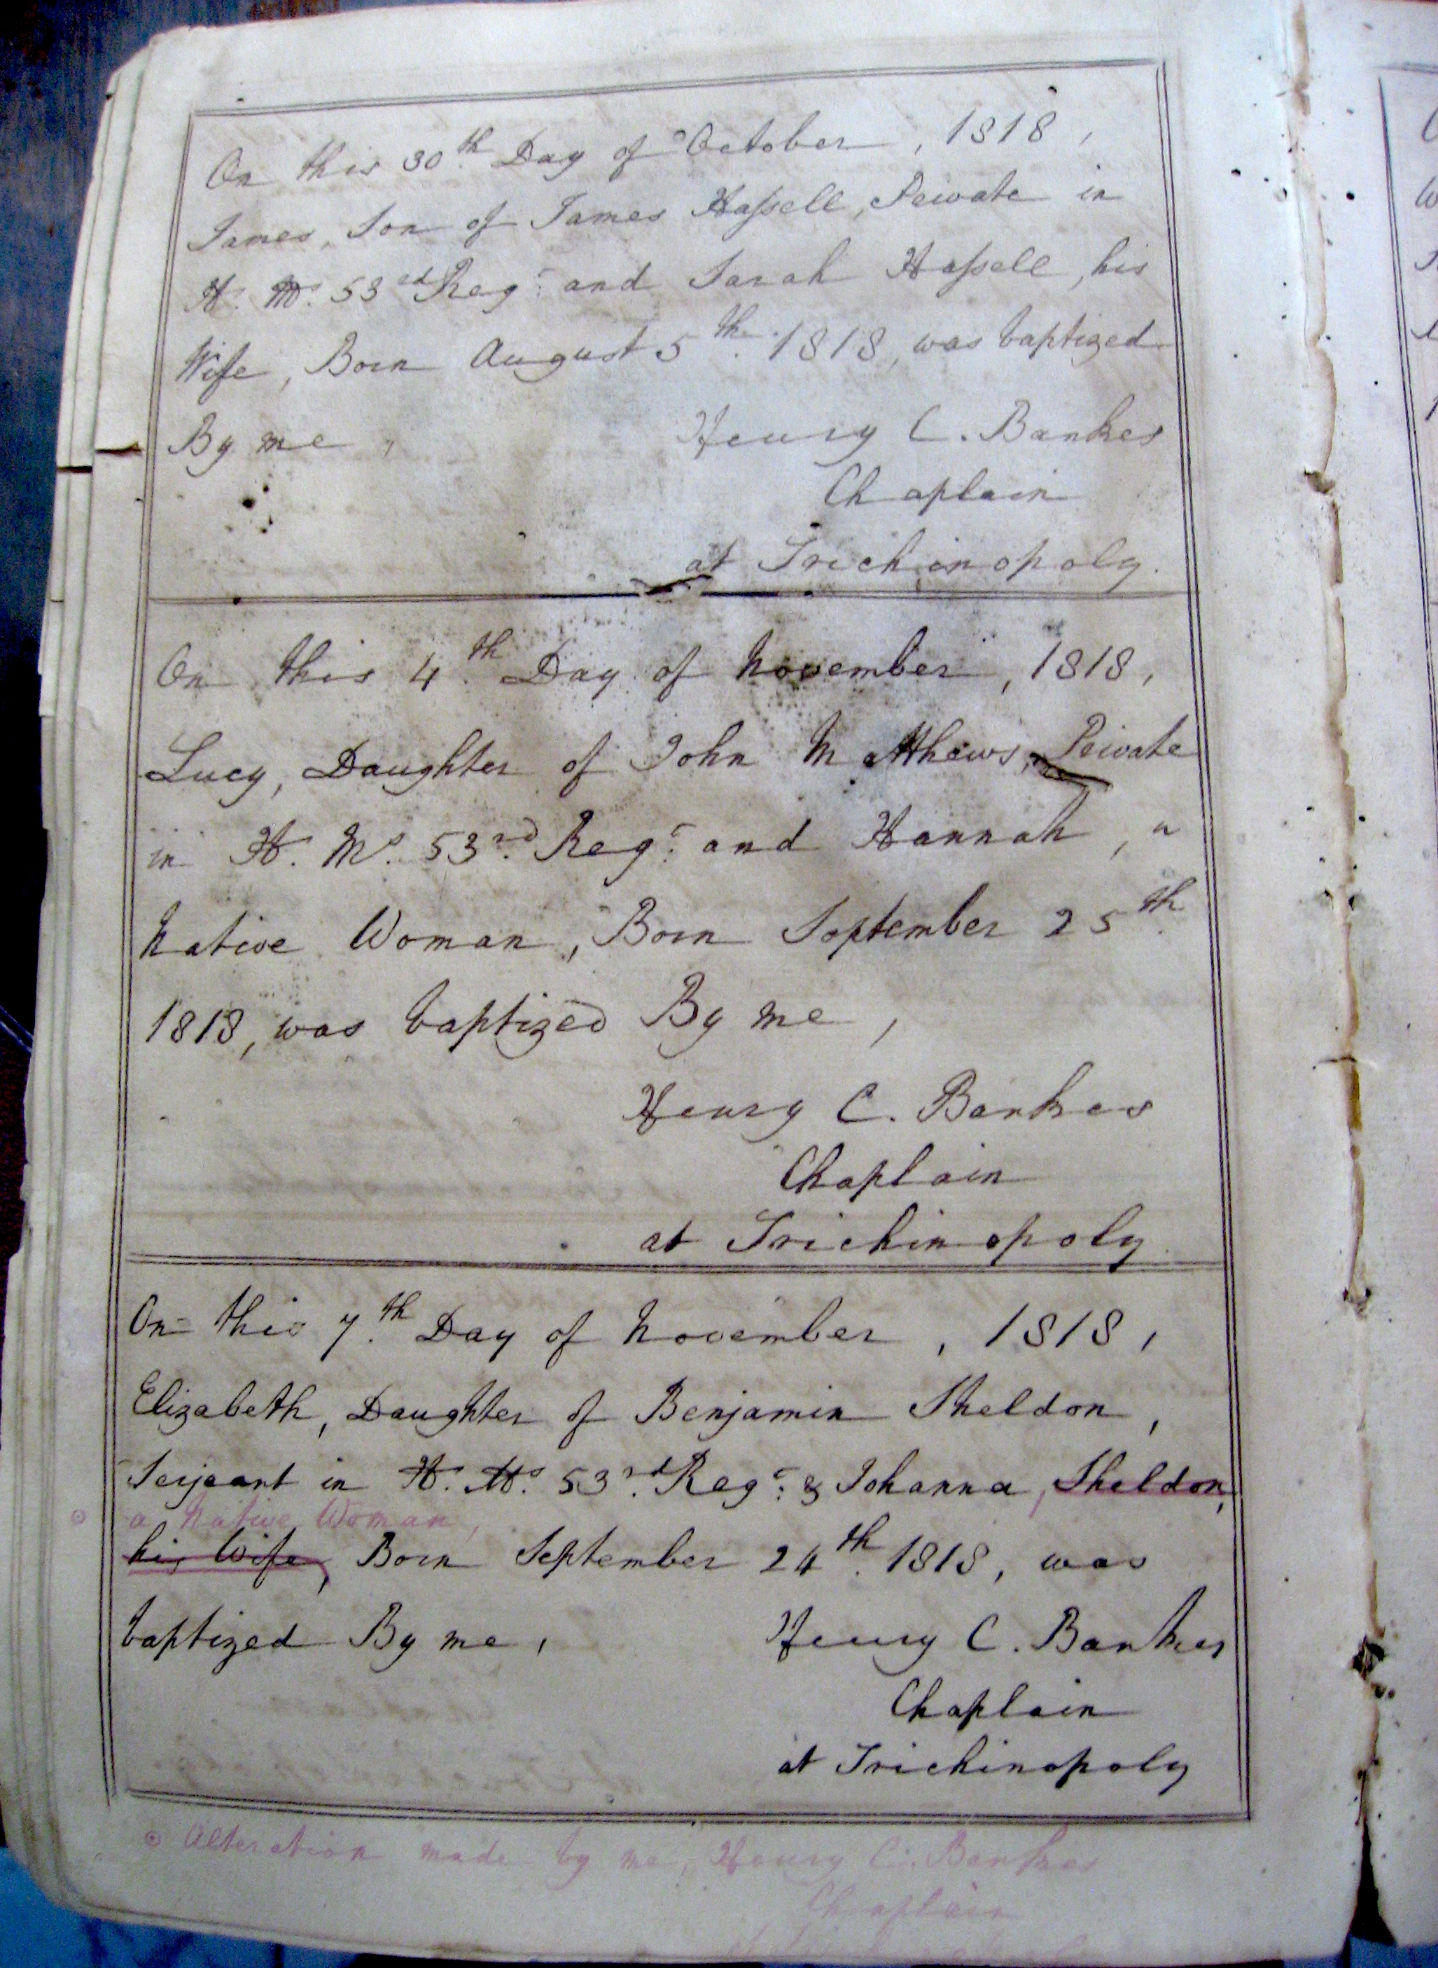 On this 30th Day of October, 1818,
James, Son of James Hassell, Private in
H. Ms. 53rd Regt. and Sarah Hassell, his
Wife, Born August 5th. 1818, was baptized
By me, Henry C. Bankes
Chaplain
at Trichinopoly.
On this 4th Day of November, 1818,
Lucy, Daughter of John Matthews, Private
in H. Ms. 53rd. Regt. and Hannah, a
Native Woman, Born September 25th.
1818, was baptized By me,
Henry C. Bankes
Chaplain
at Trichinopoly.
On this 7th. Day of November, 1818,
Elizabeth, Daughter of Benjamin Sheldon,
Serjeant in H. Ms. 53rd. Regt. & Johanna, Sheldon,
a Native Woman,
his Wife, Born September 24th. 1818, was
baptized By me, Henry C. Bankes
Chaplain
at Trichinopoly
Alteration made by me, Henry C. Bankes
Chaplain